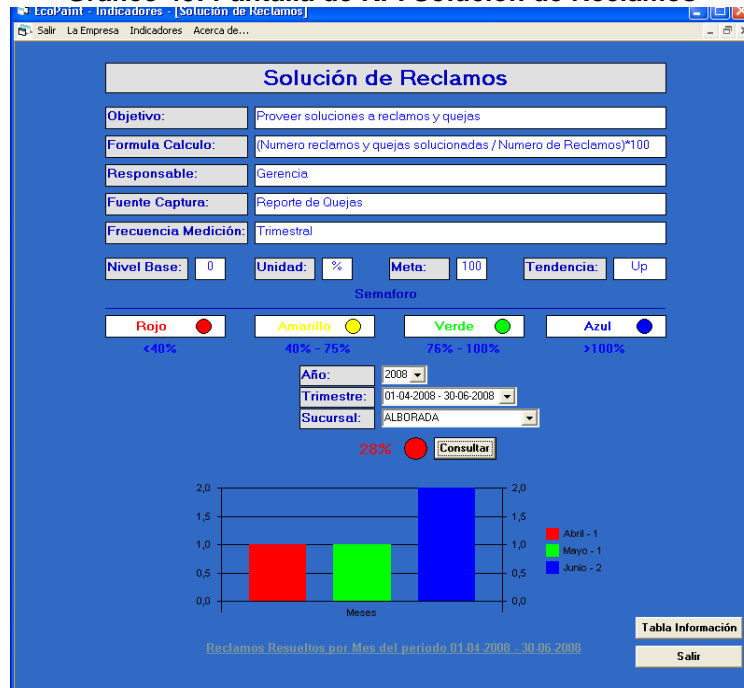 EcoPaint - Indicadores - [Solución de Reclamos]
Salir La Empresa Indicadores Acerca de...
Solución de Reclamos
Objetivo: Proveer soluciones a reclamos y quejas
Formula Calculo: (Numero reclamos y quejas solucionadas / Numero de Reclamos)*100
Responsable: Gerencia
Fuente Captura: Reporte de Quejas
Frecuencia Medición: Trimestral
Nivel Base: 0 Unidad: % Meta: 100 Tendencia: Up
Semaforo
Rojo Amarillo Verde Azul
<40% 40% - 75% 76% - 100% >100%
Año: 2008
Trimestre: 01-04-2008 - 30-06-2008
Sucursal: ALBORADA
28% Consultar
2,0 2,0
1,5 1,5
1,0 1,0
0,5 0,5
0,0 0,0
Abril - 1
Mayo - 1
Junio - 2
Meses
Tabla Información
Reclamos Resueltos por Mes del periodo 01-04-2008 - 30-06-2008
Salir